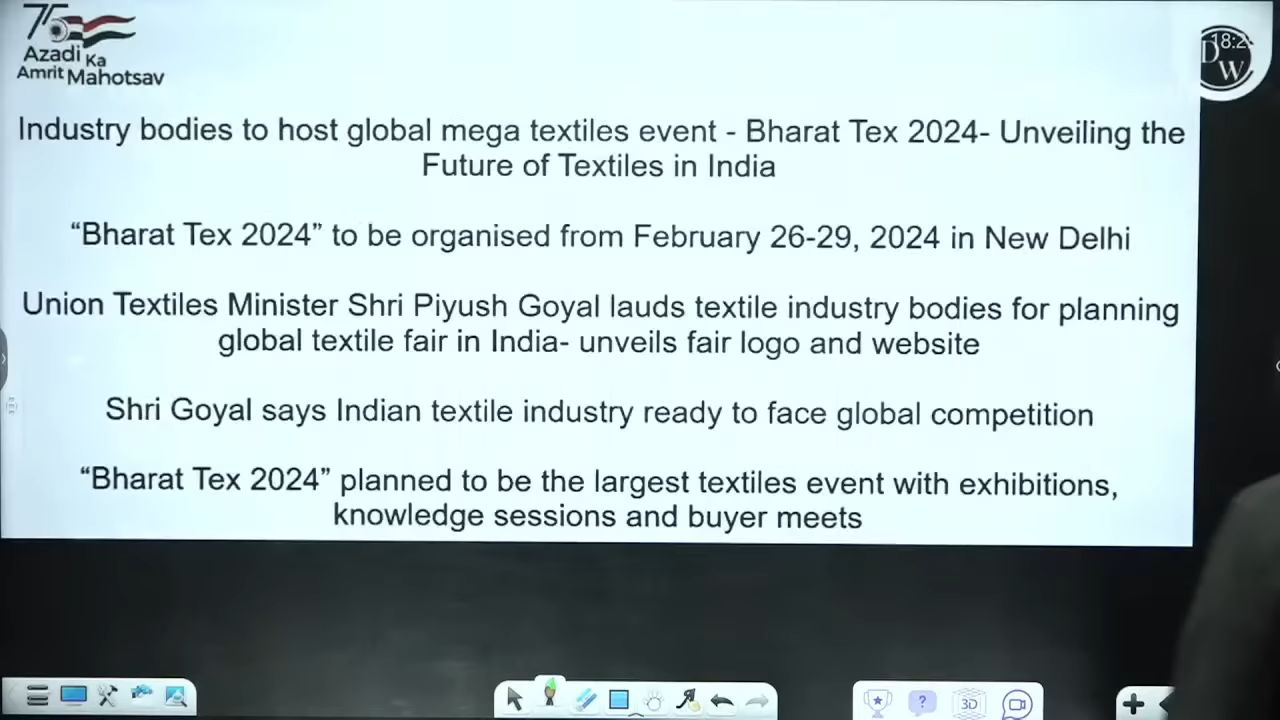 75
Azadi Ka
Amrit Mahotsav
18:2
D
W
Industry bodies to host global mega textiles event - Bharat Tex 2024- Unveiling the
Future of Textiles in India
“Bharat Tex 2024” to be organised from February 26-29, 2024 in New Delhi
Union Textiles Minister Shri Piyush Goyal lauds textile industry bodies for planning
global textile fair in India- unveils fair logo and website
Shri Goyal says Indian textile industry ready to face global competition
“Bharat Tex 2024” planned to be the largest textiles event with exhibitions,
knowledge sessions and buyer meets
?
3D